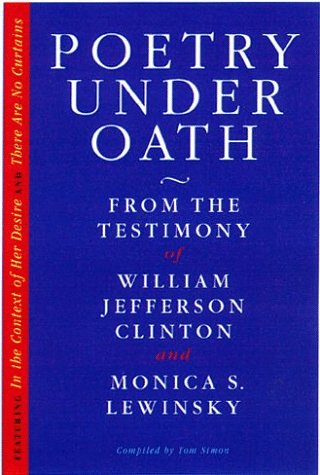 POETRY
UNDER
OATH
~
FROM THE
TESTIMONY
of
WILLIAM
JEFFERSON
CLINTON
and
MONICA S.
LEWINSKY
Compiled by Tom Simon
FEATURING In the Context of Her Desire AND There Are No Curtains